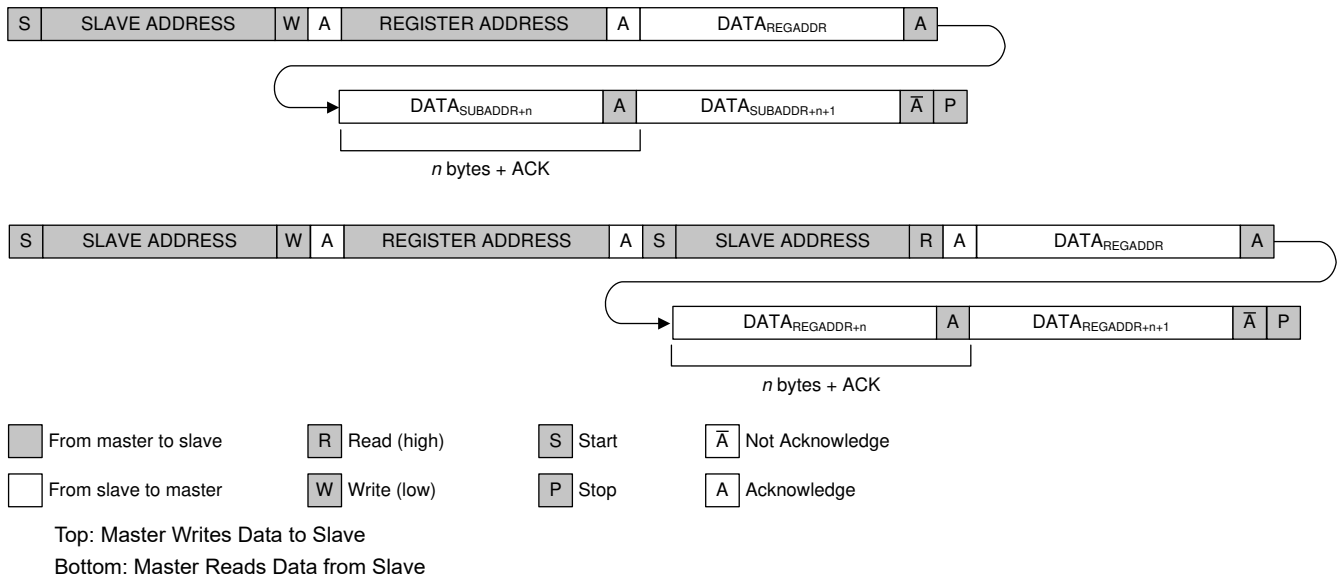 S SLAVE ADDRESS W A REGISTER ADDRESS A DATAREGADDR A
DATASUBADDR+n A DATASUBADDR+n+1 A̅ P
n bytes + ACK
S SLAVE ADDRESS W A REGISTER ADDRESS A S SLAVE ADDRESS R A DATAREGADDR A
DATAREGADDR+n A DATAREGADDR+n+1 A̅ P
n bytes + ACK
From master to slave R Read (high) S Start A̅ Not Acknowledge
From slave to master W Write (low) P Stop A Acknowledge
Top: Master Writes Data to Slave
Bottom: Master Reads Data from Slave